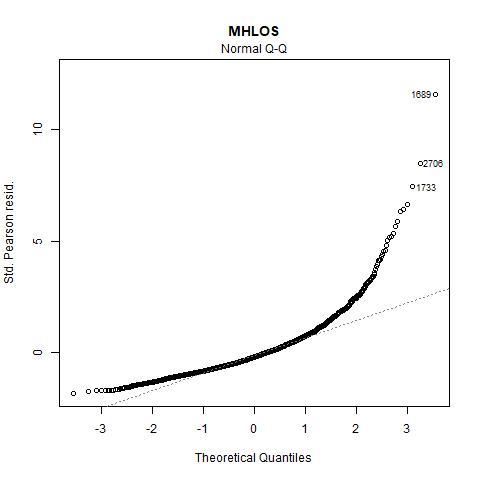 MHLOS
Normal Q-Q
1689
2706
1733
10
5
0
Std. Pearson resid.
-3 -2 -1 0 1 2 3
Theoretical Quantiles